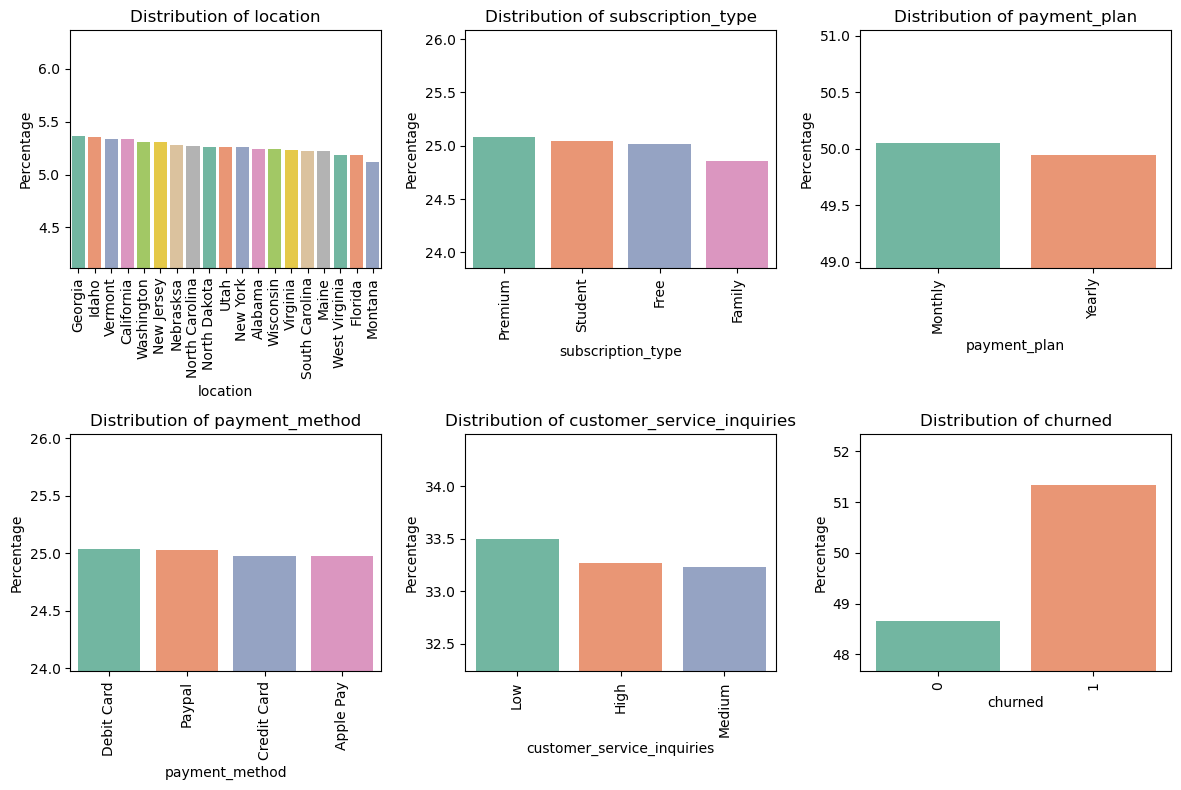 Distribution of location
Percentage
6.0
5.5
5.0
4.5
Georgia
Idaho
Vermont
California
Washington
New Jersey
Nebrasksa
North Carolina
North Dakota
Utah
New York
Alabama
Wisconsin
Virginia
South Carolina
Maine
West Virginia
Florida
Montana
location
Distribution of subscription_type
Percentage
26.0
25.5
25.0
24.5
24.0
Premium
Student
Free
Family
subscription_type
Distribution of payment_plan
Percentage
51.0
50.5
50.0
49.5
49.0
Monthly
Yearly
payment_plan
Distribution of payment_method
Percentage
26.0
25.5
25.0
24.5
24.0
Debit Card
Paypal
Credit Card
Apple Pay
payment_method
Distribution of customer_service_inquiries
Percentage
34.0
33.5
33.0
32.5
Low
High
Medium
customer_service_inquiries
Distribution of churned
Percentage
52
51
50
49
48
0
1
churned